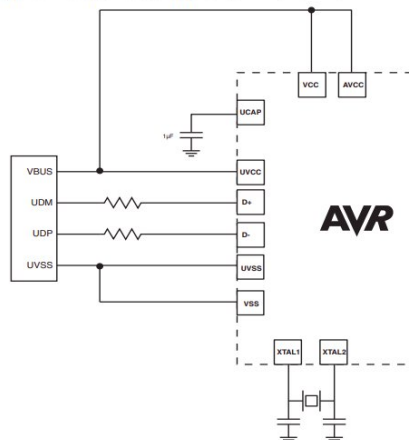 VCC AVCC
UCAP
1µF
VBUS UVCC
UDM D+
UDP D-
UVSS UVSS
VSS
AVR
XTAL1 XTAL2